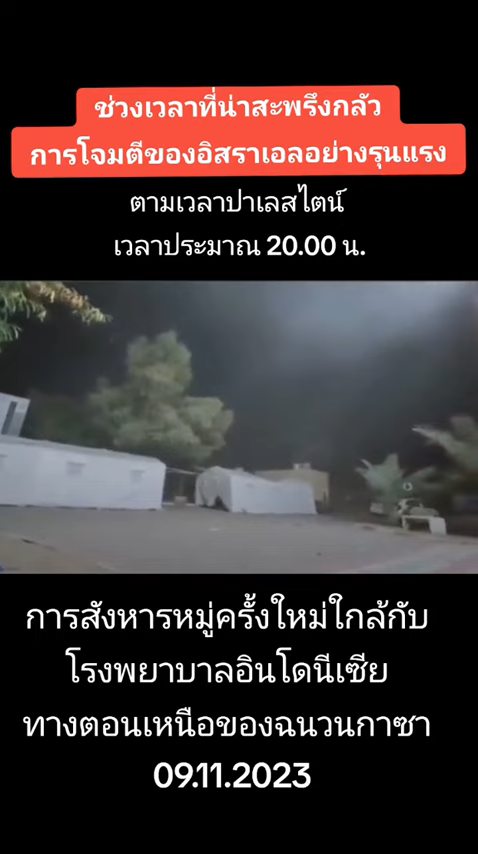 ช่วงเวลาที่น่าสะพรึงกลัว
การโจมตีของอิสราเอลอย่างรุนแรง
ตามเวลาปาเลสไตน์
เวลาประมาณ 20.00 น.
การสังหารหมู่ครั้งใหม่ใกล้กับ
โรงพยาบาลอินโดนีเซีย
ทางตอนเหนือของฉนวนกาซา
09.11.2023